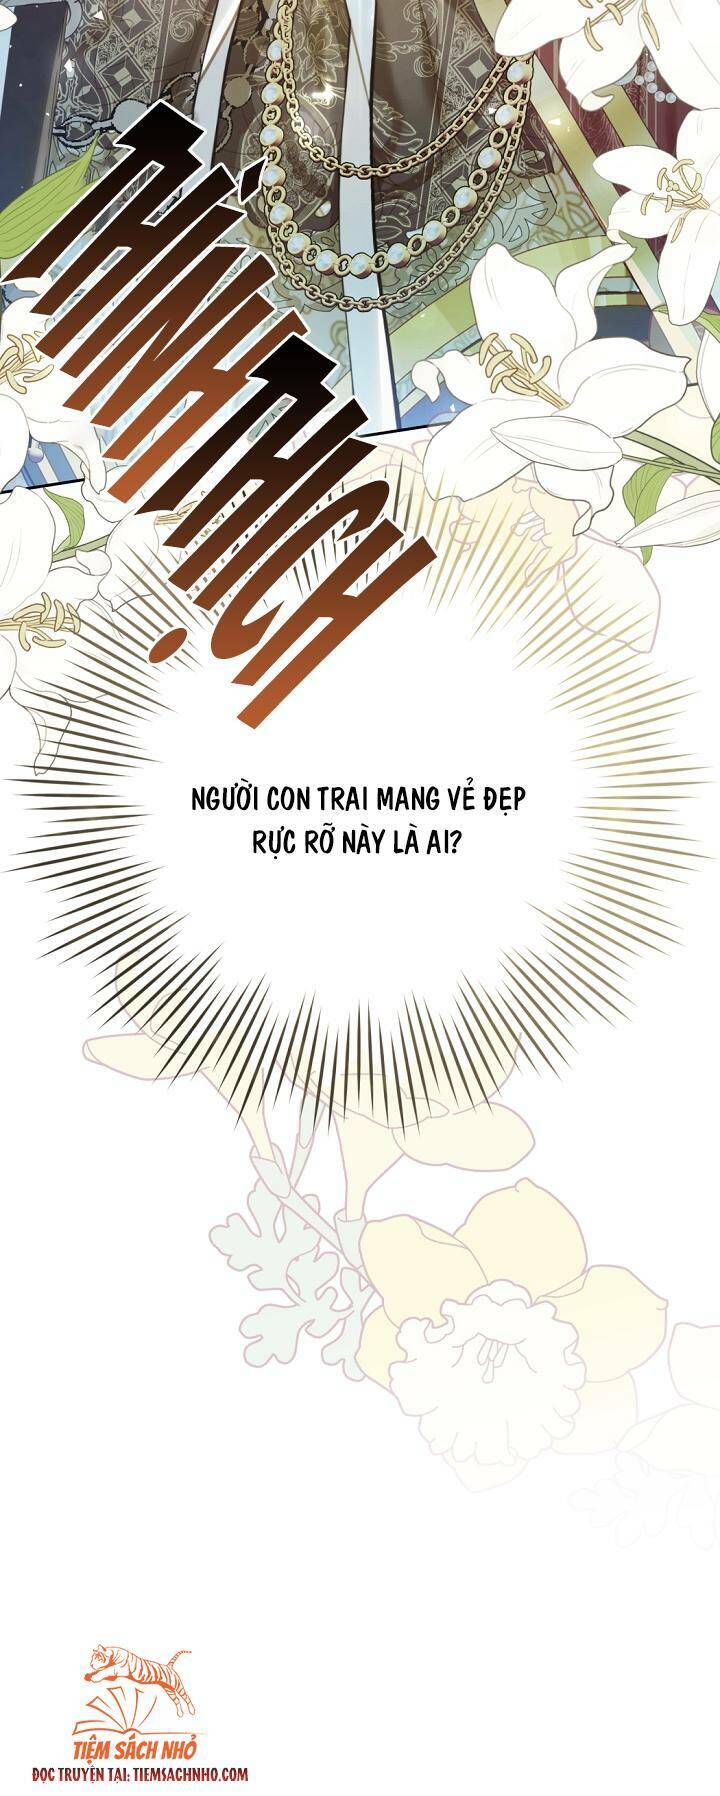 THÌNH THỊCH
NGƯỜI CON TRAI MANG VẺ ĐẸP
RỰC RỠ NÀY LÀ AI?
TIỆM SÁCH NHỎ
ĐỌC TRUYỆN TẠI: TIEMSACHNHO.COM